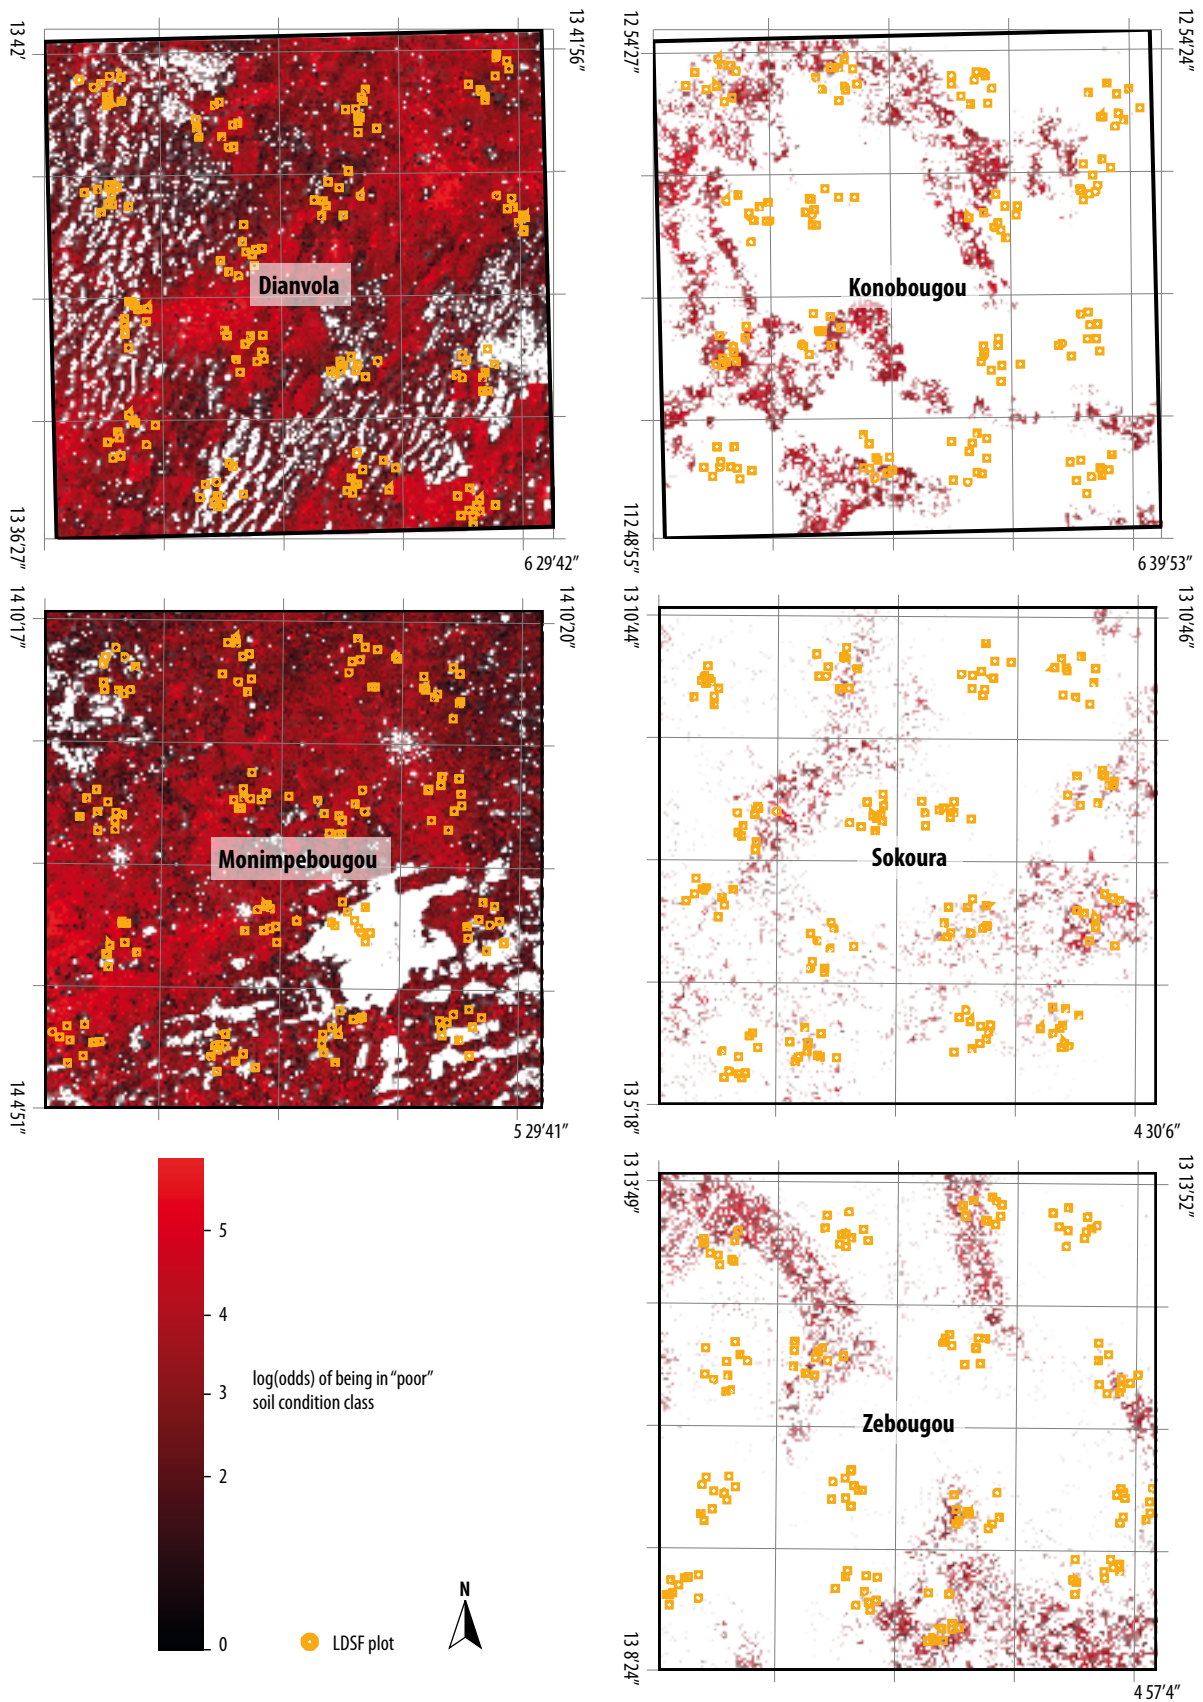 13 42’
13 41’56”
Dianvola
13 36’27”
6 29’42”
12 54’27”
12 54’24”
Konobougou
112 48’55”
6 39’53”
14 10’17”
14 10’20”
Monimpebougou
14 4’51”
5 29’41”
13 10’44”
13 10’46”
Sokoura
13 5’18”
4 30’6”
13 13’49”
13 13’52”
Zebougou
13 8’24”
4 57’4”
5
4
3
2
0
log(odds) of being in “poor”
soil condition class
LDSF plot
N